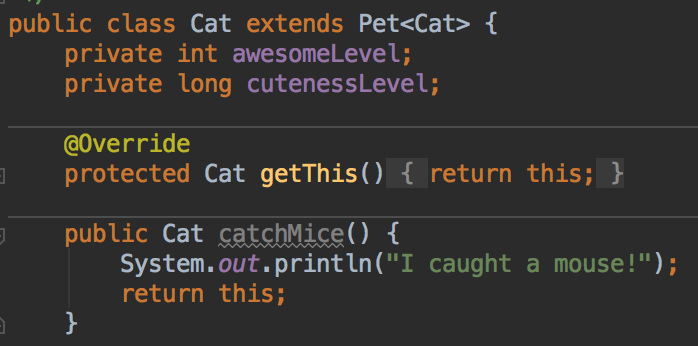 public class Cat extends Pet<Cat> {
private int awesomeLevel;
private long cutenessLevel;
@Override
protected Cat getThis() { return this; }
public Cat catchMice() {
System.out.println("I caught a mouse!");
return this;
}